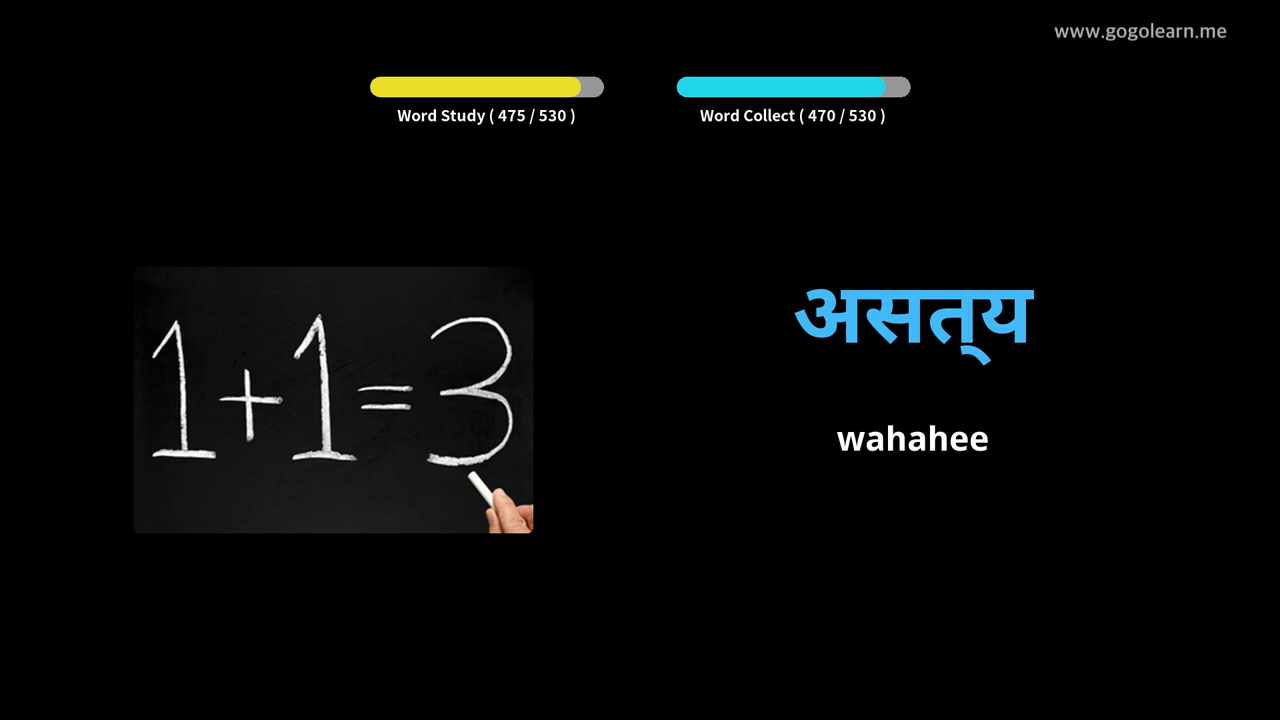 www.gogolearn.me
Word Study ( 475 / 530 )
Word Collect ( 470 / 530 )
1+1=3
असत्य
wahahee